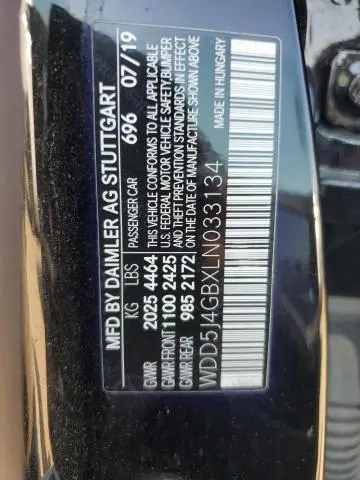 MFD BY DAIMLER AG STUTTGART
PASSENGER CAR 696 07/19
KG LBS
GVWR 2025 4464
GAWR FRONT 1100 2425
GAWR REAR 985 2172
THIS VEHICLE CONFORMS TO ALL APPLICABLE
U.S. FEDERAL MOTOR VEHICLE SAFETY, BUMPER
AND THEFT PREVENTION STANDARDS IN EFFECT
ON THE DATE OF MANUFACTURE SHOWN ABOVE
MADE IN HUNGARY
WDD5J4GBXLN033134